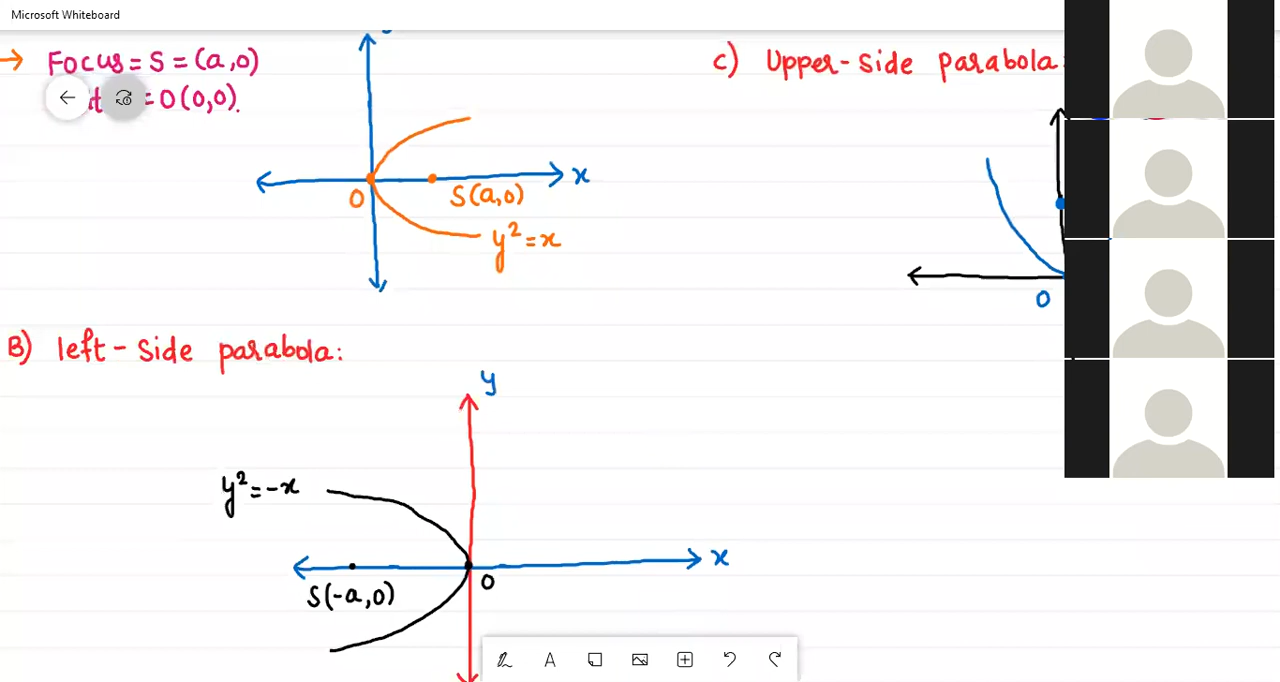 Microsoft Whiteboard
→ Focus = S = (a,0)
= O(0,0).
x
O
S(a,0)
y² = x
B) left-side parabola:
y
y² = -x
x
S(-a,0)
O
A
c) Upper-side parabola:
O